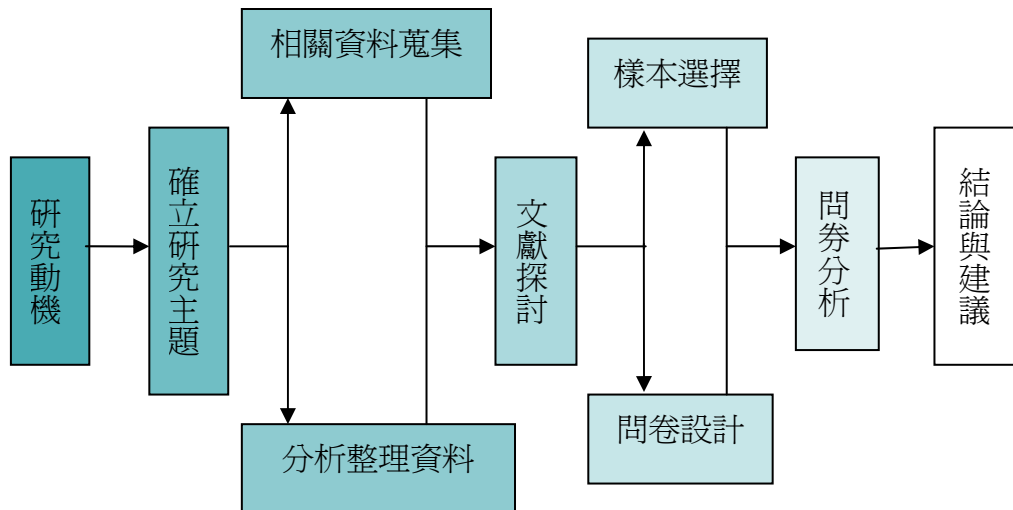 研究動機
確立研究主題
相關資料蒐集
分析整理資料
文獻探討
樣本選擇
問卷設計
問券分析
結論與建議